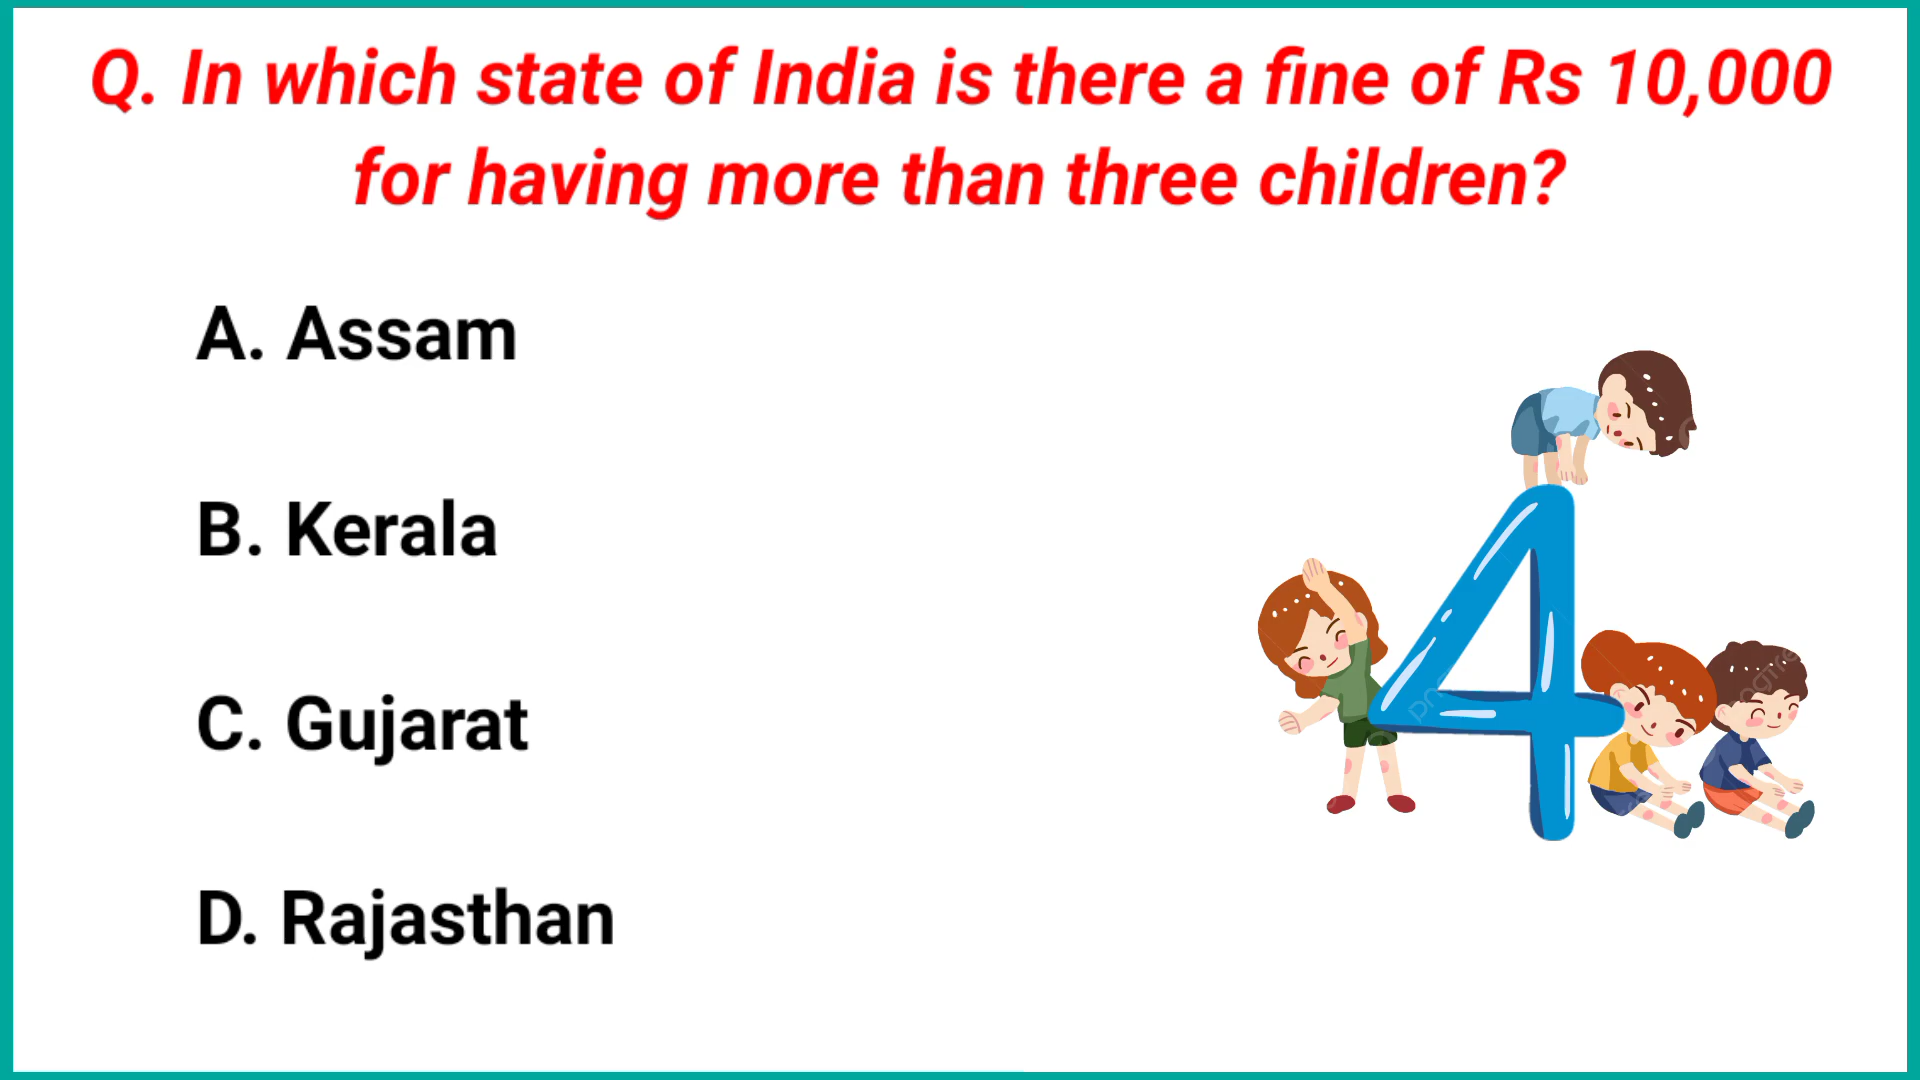 Q. In which state of India is there a fine of Rs 10,000
for having more than three children?
A. Assam
B. Kerala
C. Gujarat
D. Rajasthan